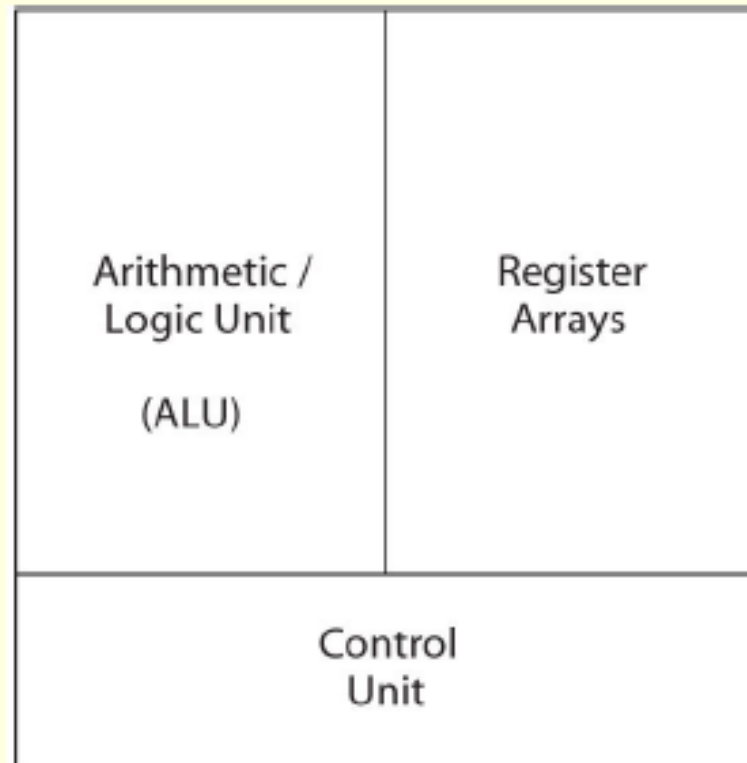 Arithmetic /
Logic Unit
(ALU)
Register
Arrays
Control
Unit